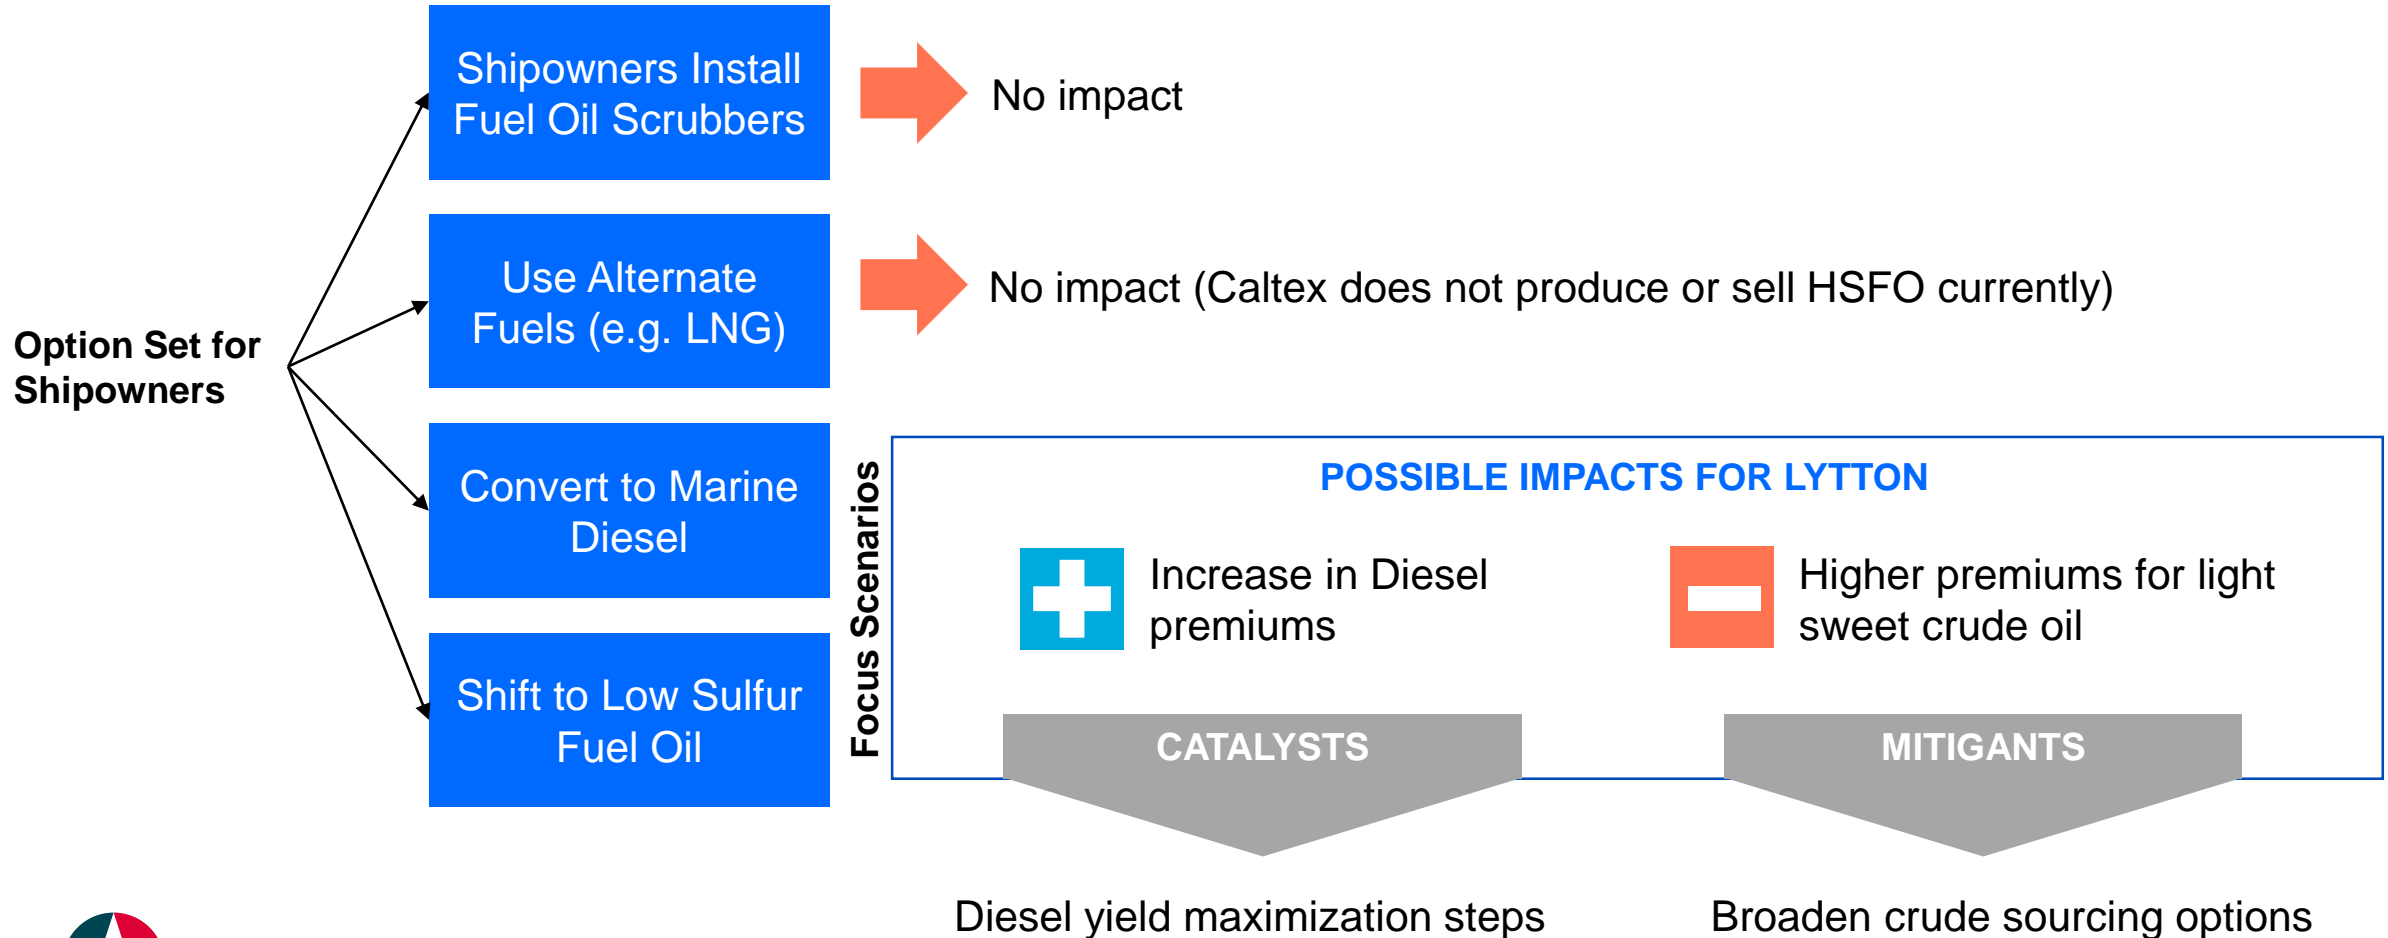 Option Set for
Shipowners
Shipowners Install
Fuel Oil Scrubbers
No impact
Use Alternate
Fuels (e.g. LNG)
No impact (Caltex does not produce or sell HSFO currently)
Convert to Marine
Diesel
Shift to Low Sulfur
Fuel Oil
Focus Scenarios
POSSIBLE IMPACTS FOR LYTTON
Increase in Diesel
premiums
Higher premiums for light
sweet crude oil
CATALYSTS
MITIGANTS
Diesel yield maximization steps
Broaden crude sourcing options